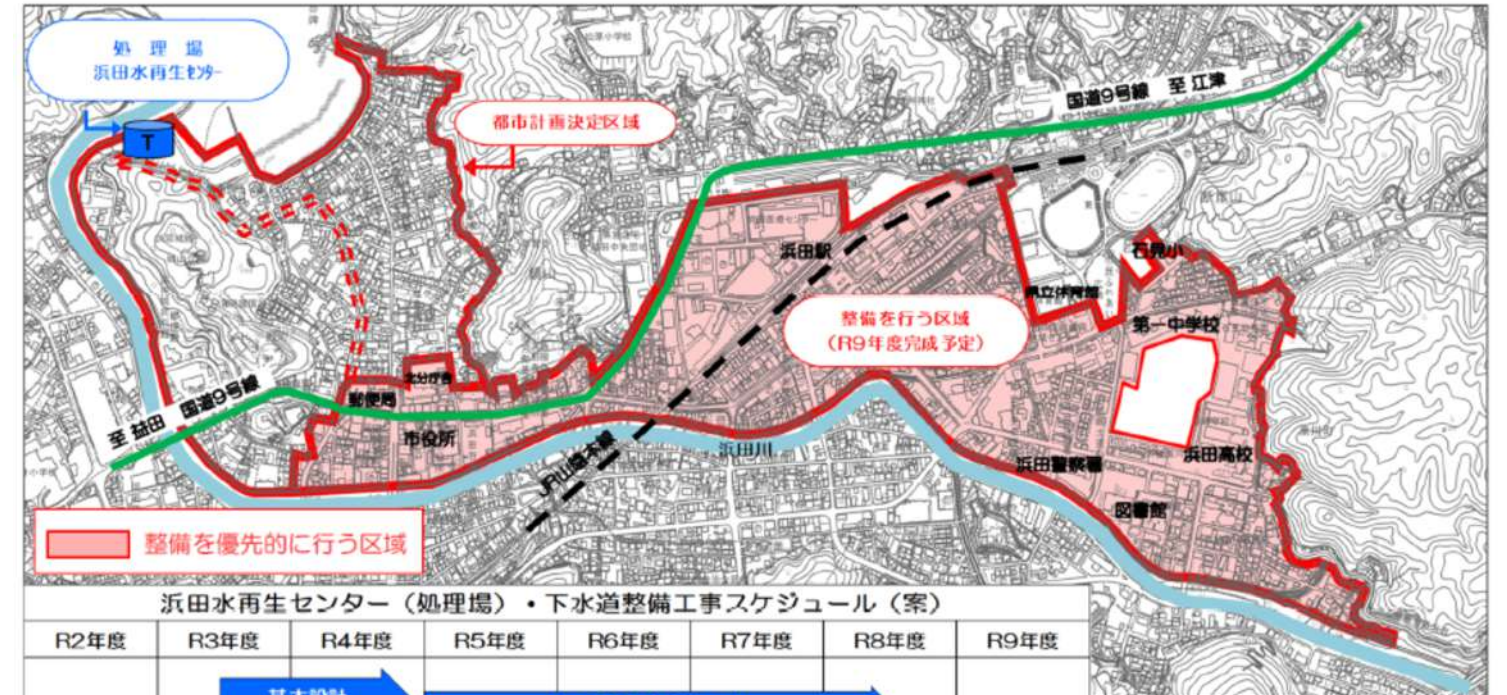 処理場
浜田水再生センター
T
都市計画決定区域
国道9号線 至 江津
浜田駅
石見小
県立体育館
整備を行う区域
(R9年度完成予定)
第一中学校
北分庁舎
郵便局
至 益田 国道9号線
市役所
JR山陰本線
浜田川
浜田警察署
浜田高校
図書館
整備を優先的に行う区域
浜田水再生センター(処理場)・下水道整備工事スケジュール(案)
R2年度 R3年度 R4年度 R5年度 R6年度 R7年度 R8年度 R9年度
基本設計